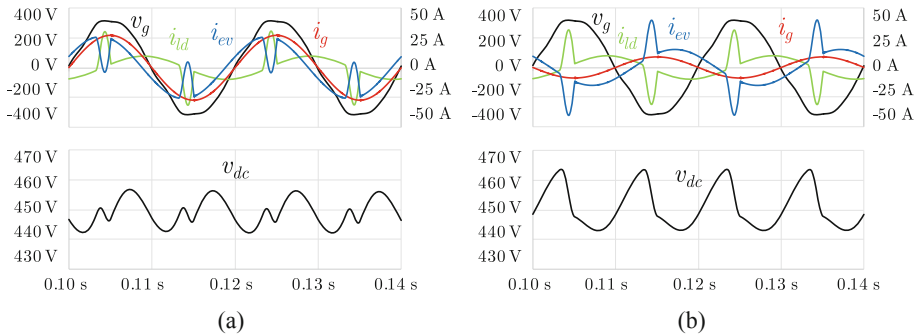 400 V
200 V
0 V
-200 V
-400 V
v_g
i_ld
i_ev
i_g
50 A
25 A
0 A
-25 A
-50 A
470 V
460 V
450 V
440 V
430 V
v_dc
0.10 s 0.11 s 0.12 s 0.13 s 0.14 s
(a)
400 V
200 V
0 V
-200 V
-400 V
v_g
i_ld
i_ev
i_g
50 A
25 A
0 A
-25 A
-50 A
470 V
460 V
450 V
440 V
430 V
v_dc
0.10 s 0.11 s 0.12 s 0.13 s 0.14 s
(b)